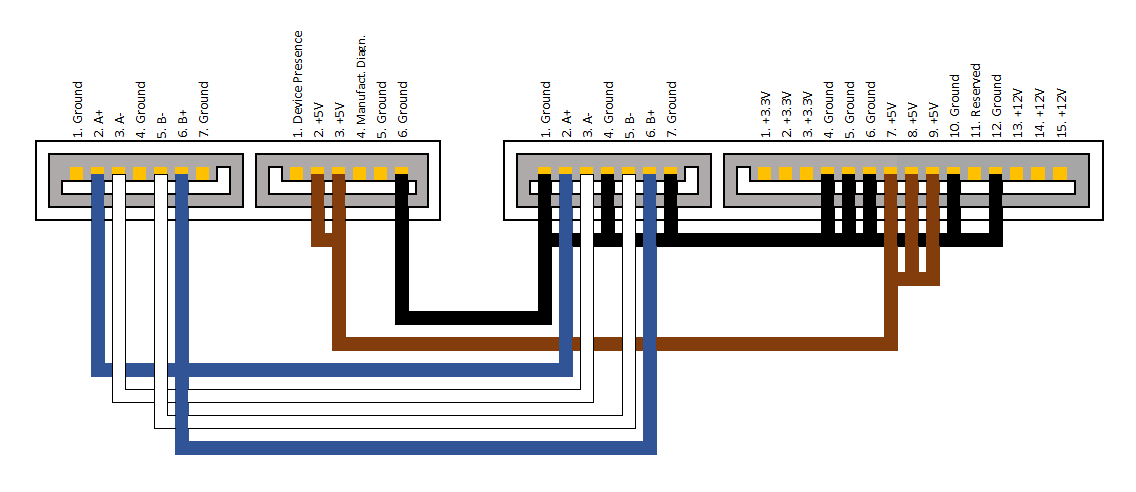 1. Ground
2. A+
3. A-
4. Ground
5. B-
6. B+
7. Ground
1. Device Presence
2. +5V
3. +5V
4. Manufact. Diagn.
5. Ground
6. Ground
1. Ground
2. A+
3. A-
4. Ground
5. B-
6. B+
7. Ground
1. +3.3V
2. +3.3V
3. +3.3V
4. Ground
5. Ground
6. Ground
7. +5V
8. +5V
9. +5V
10. Ground
11. Reserved
12. Ground
13. +12V
14. +12V
15. +12V